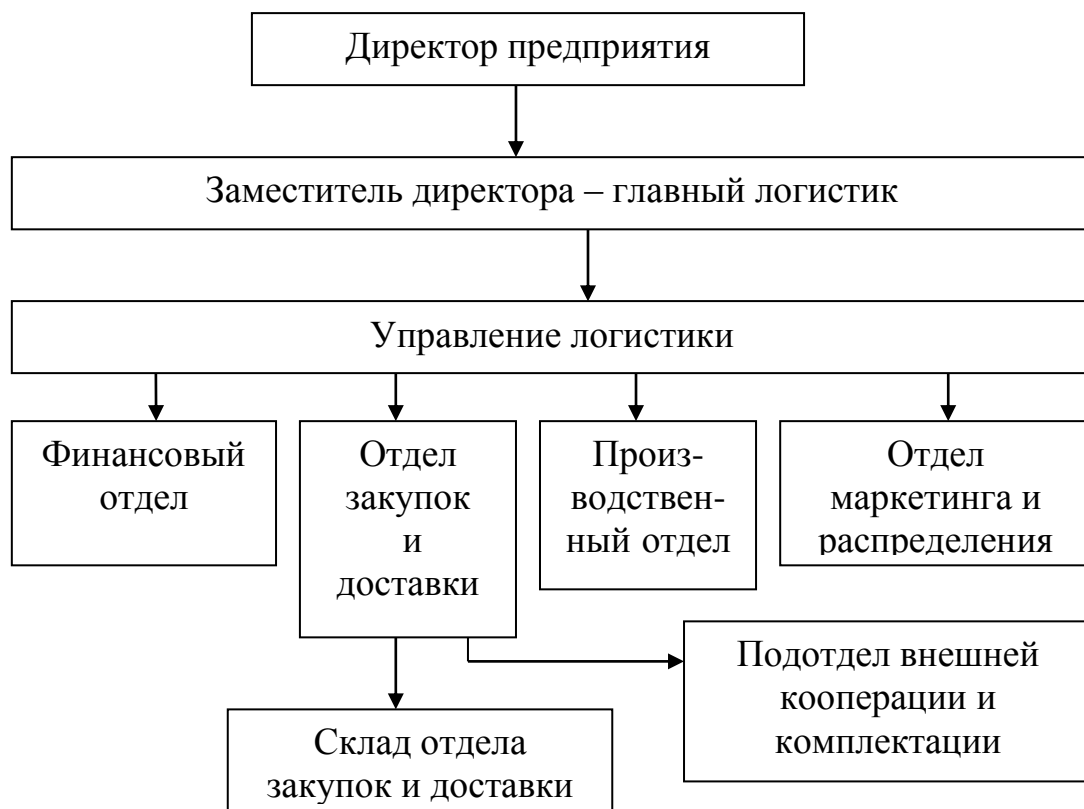 Директор предприятия
Заместитель директора – главный логистик
Управление логистики
Финансовый
отдел
Отдел
закупок
и
доставки
Произ-
водствен-
ный отдел
Отдел
маркетинга и
распределения
Подотдел внешней
кооперации и
комплектации
Склад отдела
закупок и доставки